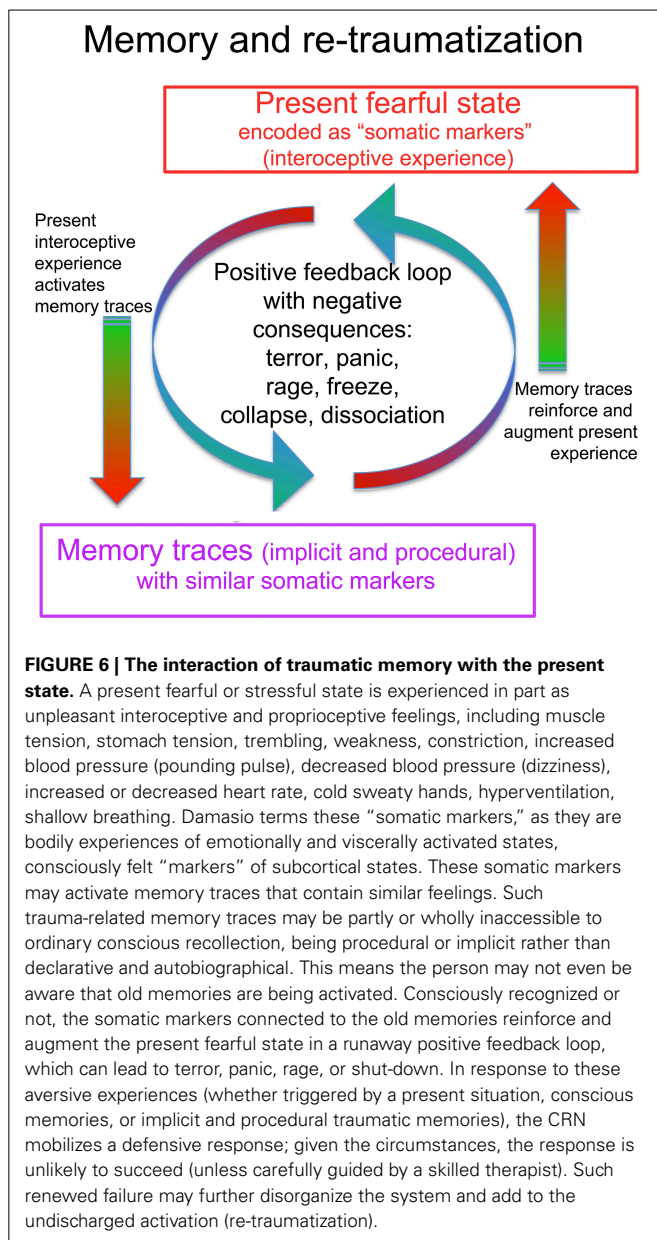 Memory and re-traumatization
Present fearful state
encoded as “somatic markers”
(interoceptive experience)
Present
interoceptive
experience
activates
memory traces
Positive feedback loop
with negative
consequences:
terror, panic,
rage, freeze,
collapse, dissociation
Memory traces
reinforce and
augment present
experience
Memory traces (implicit and procedural)
with similar somatic markers
FIGURE 6 | The interaction of traumatic memory with the present
state. A present fearful or stressful state is experienced in part as
unpleasant interoceptive and proprioceptive feelings, including muscle
tension, stomach tension, trembling, weakness, constriction, increased
blood pressure (pounding pulse), decreased blood pressure (dizziness),
increased or decreased heart rate, cold sweaty hands, hyperventilation,
shallow breathing. Damasio terms these “somatic markers,” as they are
bodily experiences of emotionally and viscerally activated states,
consciously felt “markers” of subcortical states. These somatic markers
may activate memory traces that contain similar feelings. Such
trauma-related memory traces may be partly or wholly inaccessible to
ordinary conscious recollection, being procedural or implicit rather than
declarative and autobiographical. This means the person may not even be
aware that old memories are being activated. Consciously recognized or
not, the somatic markers connected to the old memories reinforce and
augment the present fearful state in a runaway positive feedback loop,
which can lead to terror, panic, rage, or shut-down. In response to these
aversive experiences (whether triggered by a present situation, conscious
memories, or implicit and procedural traumatic memories), the CRN
mobilizes a defensive response; given the circumstances, the response is
unlikely to succeed (unless carefully guided by a skilled therapist). Such
renewed failure may further disorganize the system and add to the
undischarged activation (re-traumatization).